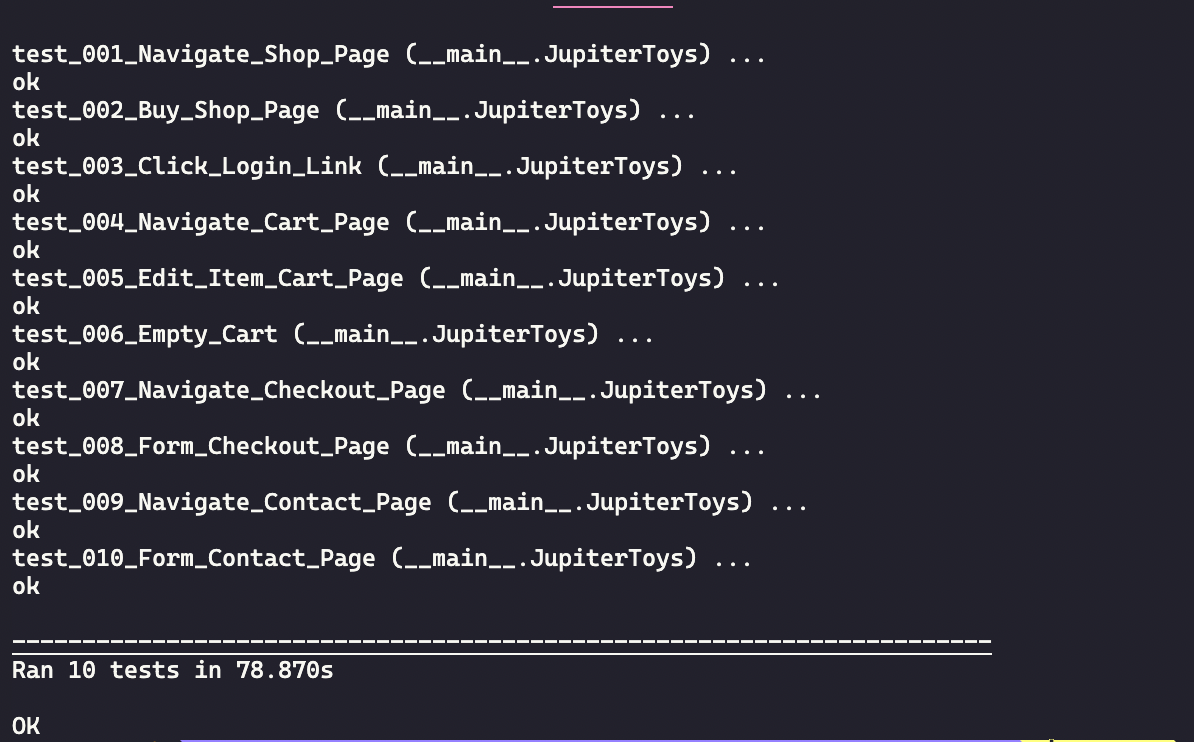 test_001_Navigate_Shop_Page (__main__.JupiterToys) ...
ok
test_002_Buy_Shop_Page (__main__.JupiterToys) ...
ok
test_003_Click_Login_Link (__main__.JupiterToys) ...
ok
test_004_Navigate_Cart_Page (__main__.JupiterToys) ...
ok
test_005_Edit_Item_Cart_Page (__main__.JupiterToys) ...
ok
test_006_Empty_Cart (__main__.JupiterToys) ...
ok
test_007_Navigate_Checkout_Page (__main__.JupiterToys) ...
ok
test_008_Form_Checkout_Page (__main__.JupiterToys) ...
ok
test_009_Navigate_Contact_Page (__main__.JupiterToys) ...
ok
test_010_Form_Contact_Page (__main__.JupiterToys) ...
ok
----------------------------------------------------------------------
Ran 10 tests in 78.870s
OK